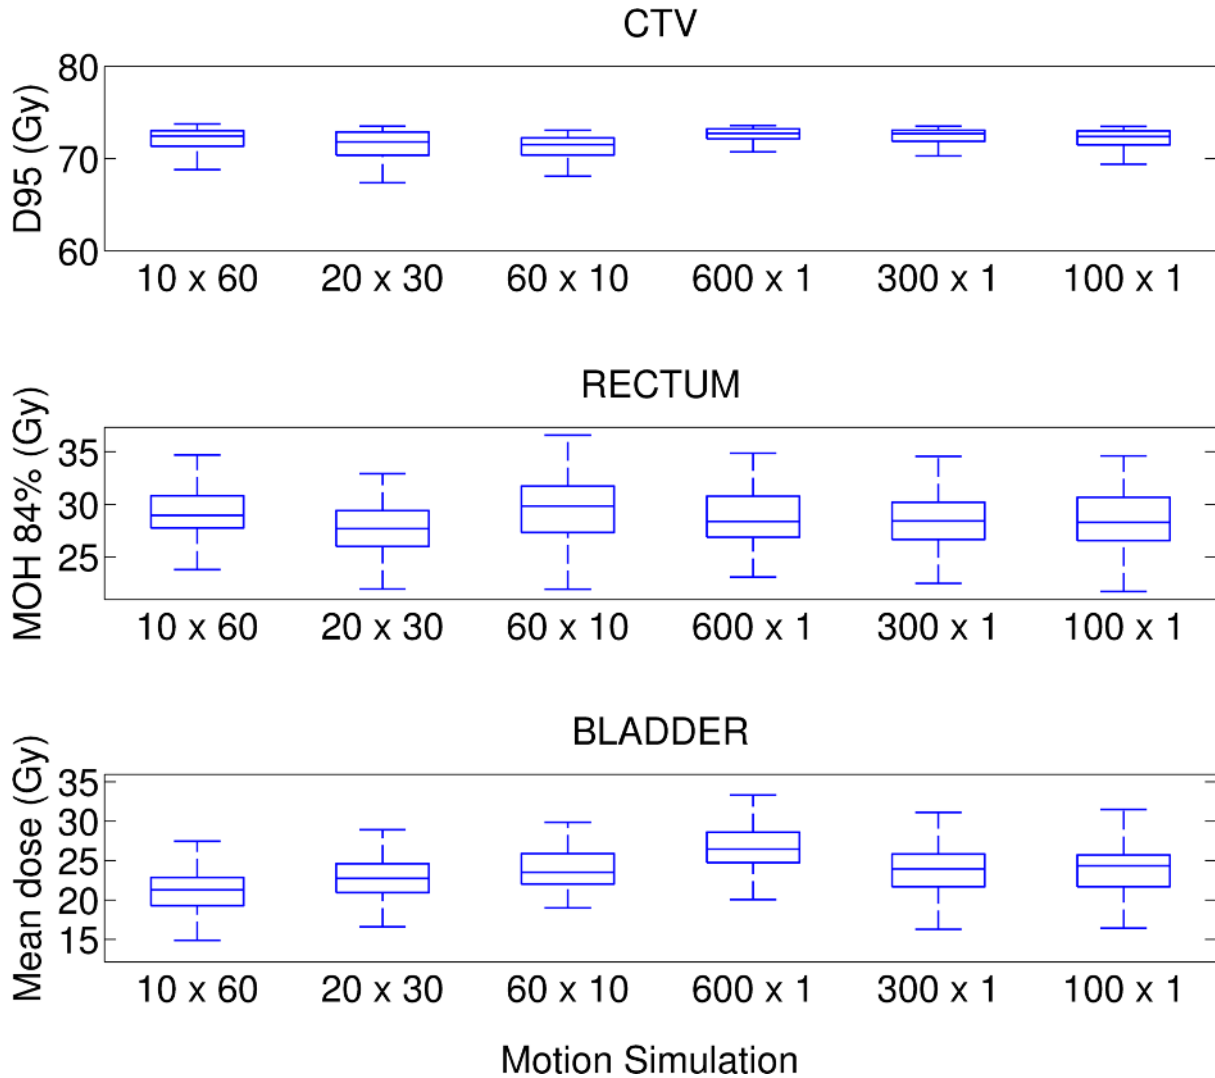 CTV
D95 (Gy)
80
70
60
10 x 60 20 x 30 60 x 10 600 x 1 300 x 1 100 x 1
RECTUM
MOH 84% (Gy)
35
30
25
10 x 60 20 x 30 60 x 10 600 x 1 300 x 1 100 x 1
BLADDER
Mean dose (Gy)
35
30
25
20
15
10 x 60 20 x 30 60 x 10 600 x 1 300 x 1 100 x 1
Motion Simulation